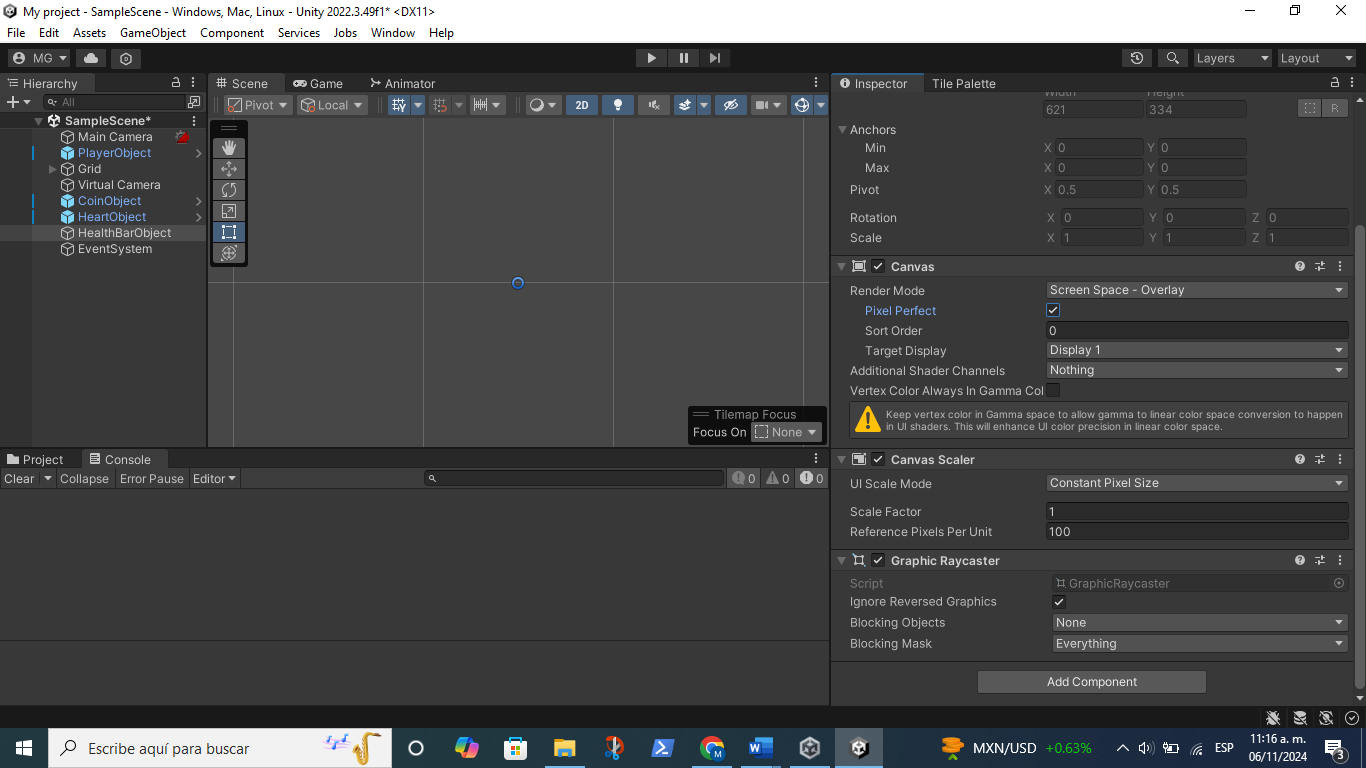 My project - SampleScene - Windows, Mac, Linux - Unity 2022.3.49f1* <DX11>
File Edit Assets GameObject Component Services Jobs Window Help
MG Layers Layout
Hierarchy
All
SampleScene*
Main Camera
PlayerObject
Grid
Virtual Camera
CoinObject
HeartObject
HealthBarObject
EventSystem
Scene Game Animator
Pivot Local 2D
Tilemap Focus
Focus On None
Project Console
Clear Collapse Error Pause Editor 0 0 0
Inspector Tile Palette
Width Height
621 334 R
Anchors
Min X 0 Y 0
Max X 0 Y 0
Pivot X 0.5 Y 0.5
Rotation X 0 Y 0 Z 0
Scale X 1 Y 1 Z 1
Canvas
Render Mode Screen Space - Overlay
Pixel Perfect
Sort Order 0
Target Display Display 1
Additional Shader Channels Nothing
Vertex Color Always In Gamma Col
Keep vertex color in Gamma space to allow gamma to linear color space conversion to happen
in UI shaders. This will enhance UI color precision in linear color space.
Canvas Scaler
UI Scale Mode Constant Pixel Size
Scale Factor 1
Reference Pixels Per Unit 100
Graphic Raycaster
Script GraphicRaycaster
Ignore Reversed Graphics
Blocking Objects None
Blocking Mask Everything
Add Component
Escribe aquí para buscar
M
W
MXN/USD +0.63%
ESP
11:16 a. m.
06/11/2024
3